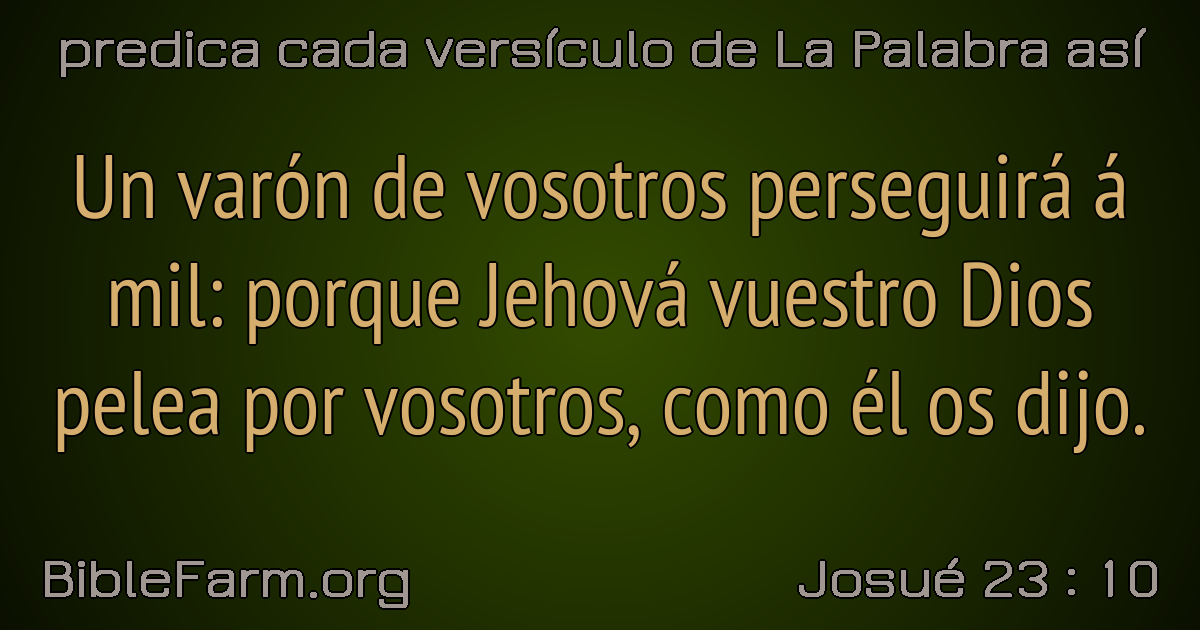 predica cada versículo de La Palabra así
Un varón de vosotros perseguirá á
mil: porque Jehová vuestro Dios
pelea por vosotros, como él os dijo.
BibleFarm.org
Josué 23 : 10